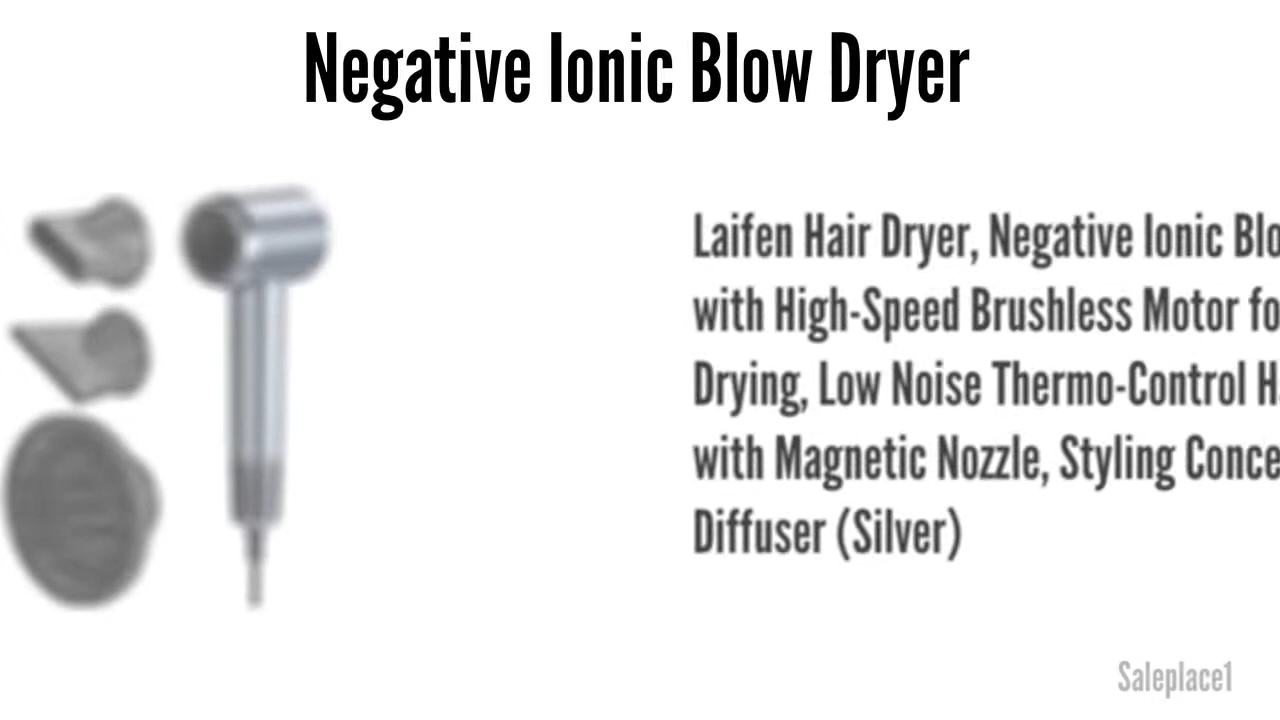 Negative Ionic Blow Dryer
Laifen Hair Dryer, Negative Ionic Blo
with High-Speed Brushless Motor fo
Drying, Low Noise Thermo-Control H
with Magnetic Nozzle, Styling Conce
Diffuser (Silver)
Saleplace1